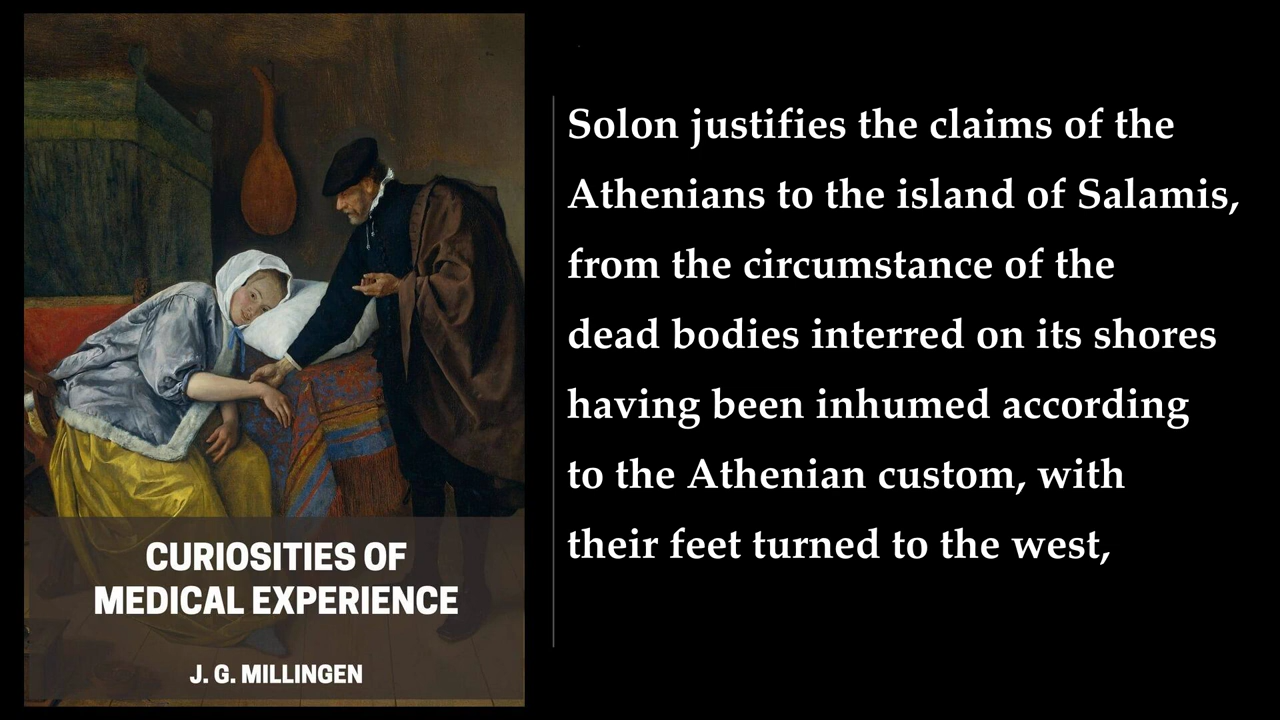 CURIOSITIES OF
MEDICAL EXPERIENCE
J. G. MILLINGEN
Solon justifies the claims of the
Athenians to the island of Salamis,
from the circumstance of the
dead bodies interred on its shores
having been inhumed according
to the Athenian custom, with
their feet turned to the west,